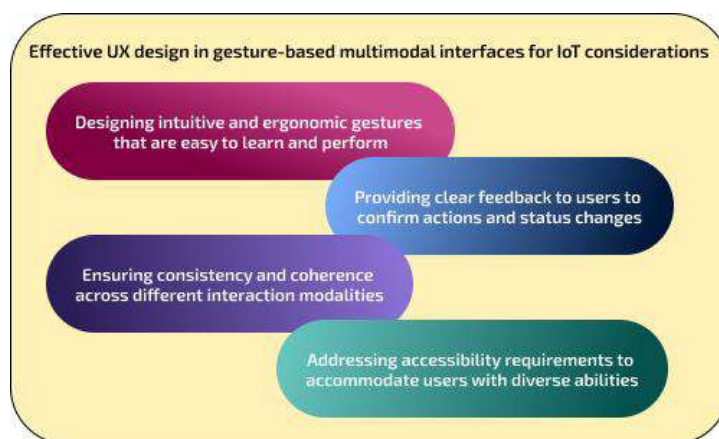 Effective UX design in gesture-based multimodal interfaces for IoT considerations
Designing intuitive and ergonomic gestures
that are easy to learn and perform
Providing clear feedback to users to
confirm actions and status changes
Ensuring consistency and coherence
across different interaction modalities
Addressing accessibility requirements to
accommodate users with diverse abilities